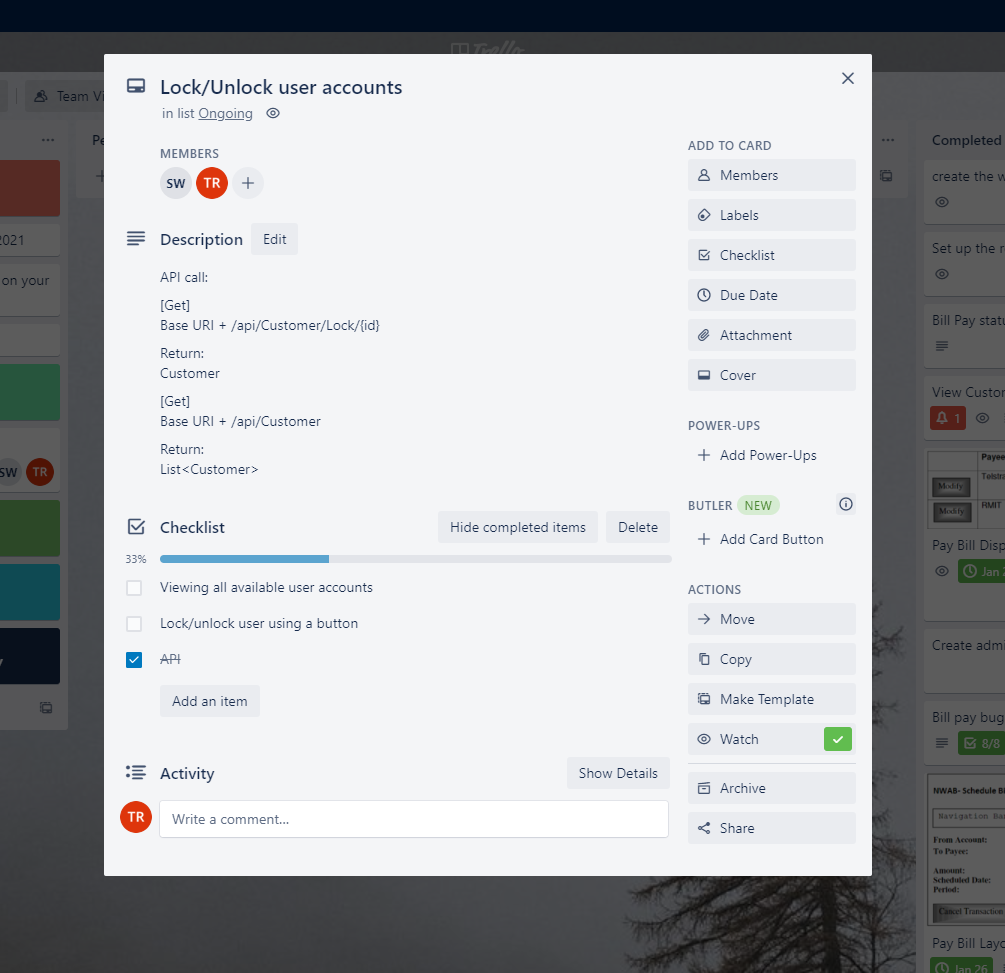 Trello
Team Vi
Lock/Unlock user accounts
in list Ongoing
MEMBERS
SW
TR
Description
Edit
API call:
[Get]
Base URI + /api/Customer/Lock/{id}
Return:
Customer
[Get]
Base URI + /api/Customer
Return:
List<Customer>
Checklist
Hide completed items
Delete
33%
Viewing all available user accounts
Lock/unlock user using a button
API
Add an item
Activity
Show Details
TR
Write a comment...
ADD TO CARD
Members
Labels
Checklist
Due Date
Attachment
Cover
POWER-UPS
Add Power-Ups
BUTLER NEW
Add Card Button
ACTIONS
Move
Copy
Make Template
Watch
Archive
Share
2021
on your
SW
TR
Pe
Completed
create the w
Set up the r
Bill Pay statu
View Custor
1
Payee
Modify
Telstra
Modify
RMIT
Pay Bill Disp
Jan 2
Create admi
Bill pay bug
8/8
NWAB- Schedule Bi
Navigation Ba
From Account:
To Payee:
Amount:
Scheduled Date:
Period:
Cancel Transaction
Pay Bill Layo
Jan 26